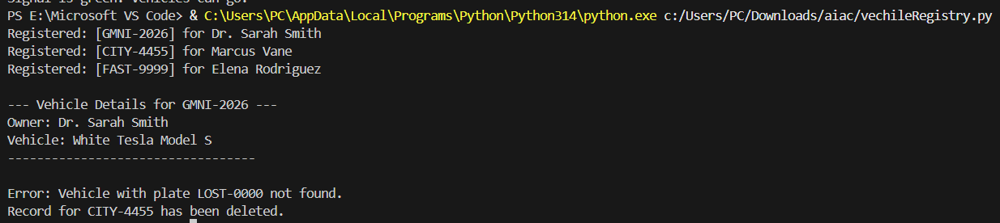 Signal is green. Vehicles can go.
PS E:\Microsoft VS Code> & C:\Users\PC\AppData\Local\Programs\Python\Python314\python.exe c:/Users/PC/Downloads/aiac/vechileRegistry.py
Registered: [GMNI-2026] for Dr. Sarah Smith
Registered: [CITY-4455] for Marcus Vane
Registered: [FAST-9999] for Elena Rodriguez
--- Vehicle Details for GMNI-2026 ---
Owner: Dr. Sarah Smith
Vehicle: White Tesla Model S
------------------------------------
Error: Vehicle with plate LOST-0000 not found.
Record for CITY-4455 has been deleted.